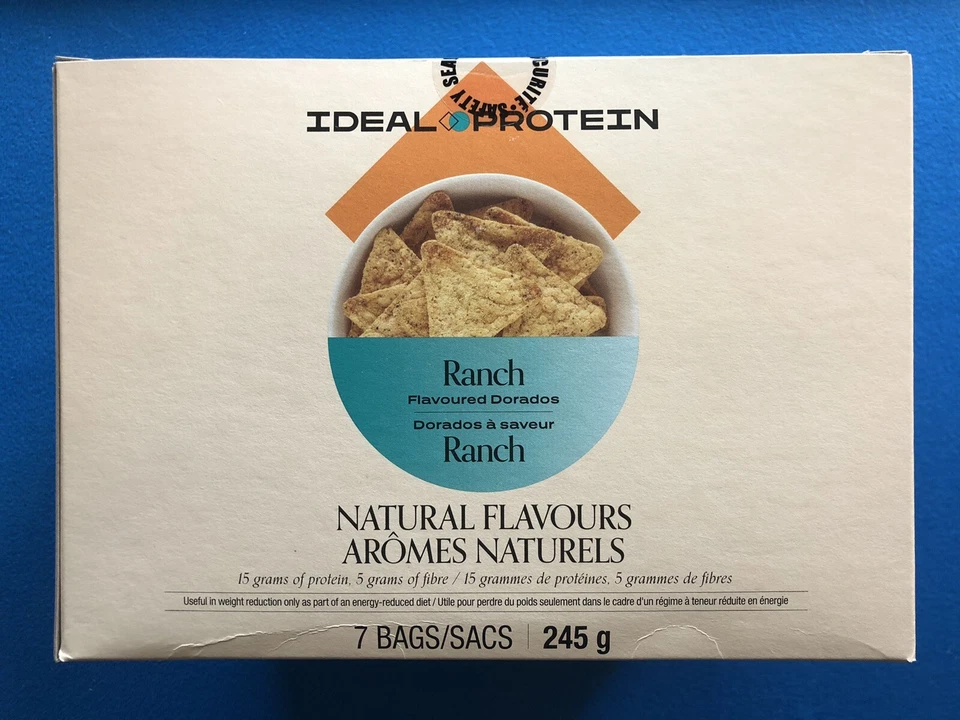 SAFETY SEA
CURITÉ
IDEAL PROTEIN
Ranch
Flavoured Dorados
Dorados à saveur
Ranch
NATURAL FLAVOURS
ARÔMES NATURELS
15 grams of protein, 5 grams of fibre / 15 grammes de protéines, 5 grammes de fibres
Useful in weight reduction only as part of an energy-reduced diet / Utile pour perdre du poids seulement dans le cadre d'un régime à teneur réduite en énergie
7 BAGS/SACS | 245 g